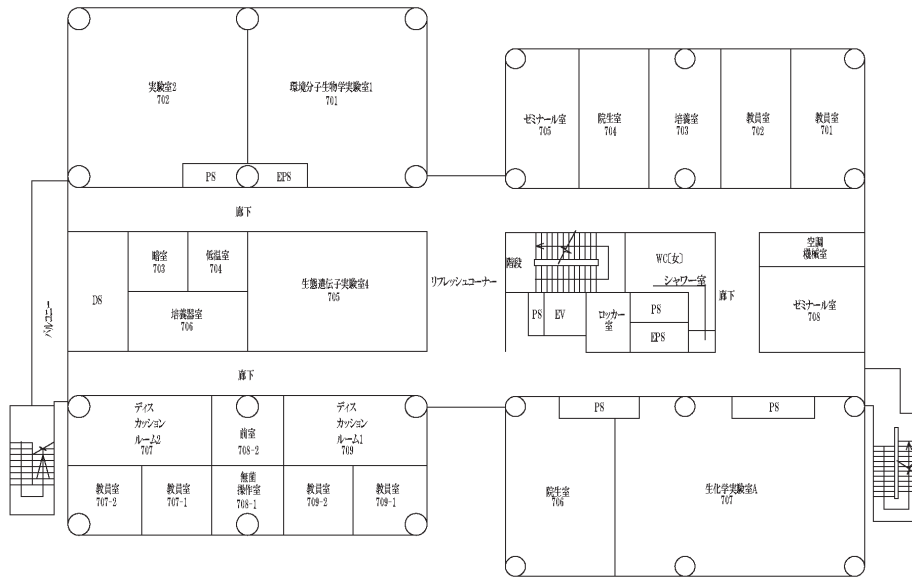 実験室2
702
環境分子生物学実験室1
701
PS
EPS
ゼミナール室
705
院生室
704
培養室
703
教員室
702
教員室
701
廊下
バルコニー
DS
暗室
703
低温室
704
培養器室
706
生態遺伝子実験室4
705
リフレッシュコーナー
階段
WC[女]
シャワー室
PS
EV
ロッカー
室
PS
EPS
廊下
空調
機械室
ゼミナール室
708
廊下
ディス
カッション
ルーム2
707
前室
708-2
ディス
カッション
ルーム1
709
教員室
707-2
教員室
707-1
無菌
操作室
708-1
教員室
709-2
教員室
709-1
PS
PS
院生室
706
生化学実験室A
707